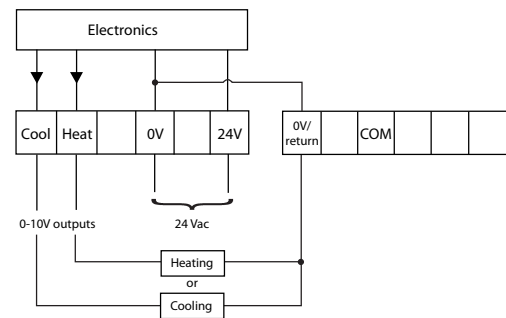 Electronics
Cool Heat 0V 24V
0V/
return
COM
0-10V outputs
24 Vac
Heating
or
Cooling